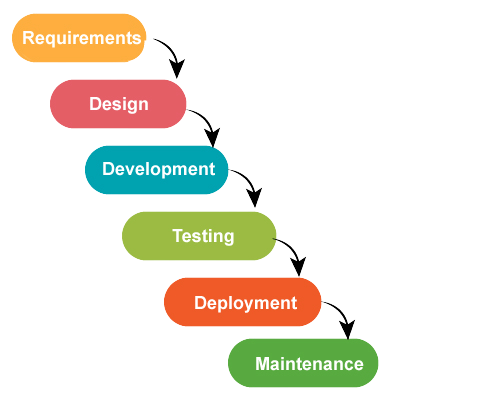 Requirements
Design
Development
Testing
Deployment
Maintenance